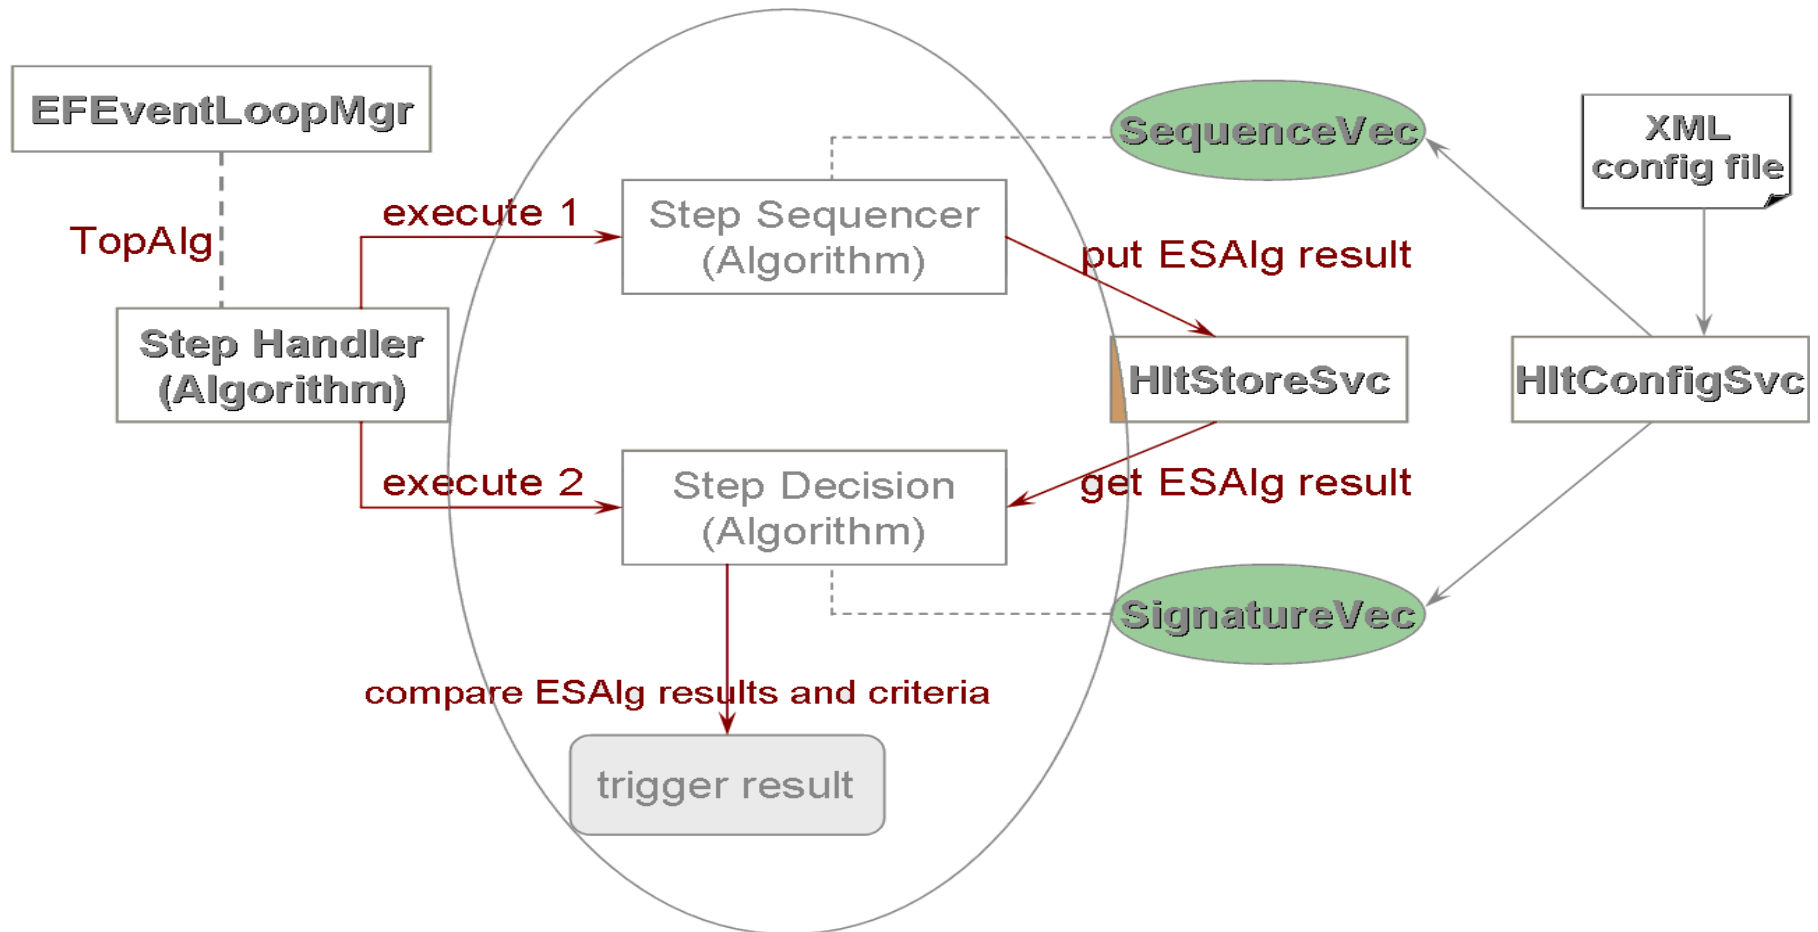 EFEventLoopMgr
SequenceVec
XML
config file
execute 1
Step Sequencer
(Algorithm)
TopAlg
put ESAlg result
Step Handler
(Algorithm)
HltStoreSvc
HltConfigSvc
execute 2
Step Decision
(Algorithm)
get ESAlg result
SignatureVec
compare ESAlg results and criteria
trigger result